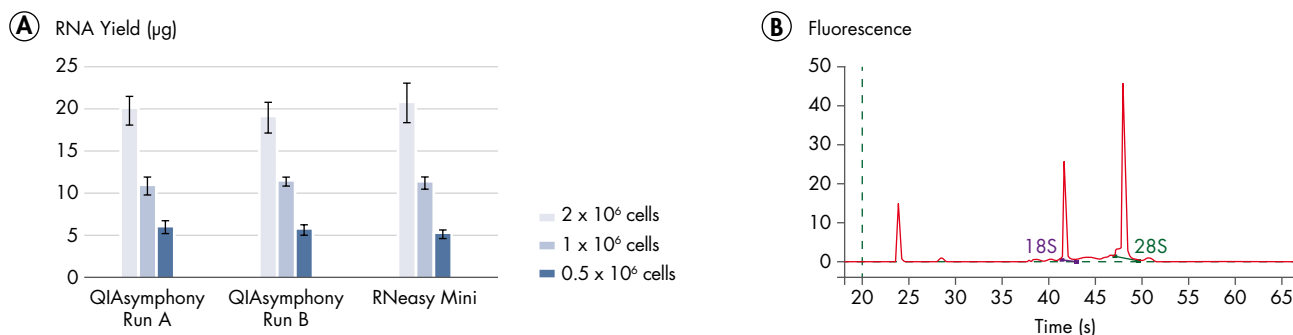 A RNA Yield (µg)
25
20
15
10
5
0
QIAsymphony
Run A
QIAsymphony
Run B
RNeasy Mini
2 x 10⁶ cells
1 x 10⁶ cells
0.5 x 10⁶ cells
B Fluorescence
50
40
30
20
10
0
18S 28S
20 25 30 35 40 45 50 55 60 65
Time (s)